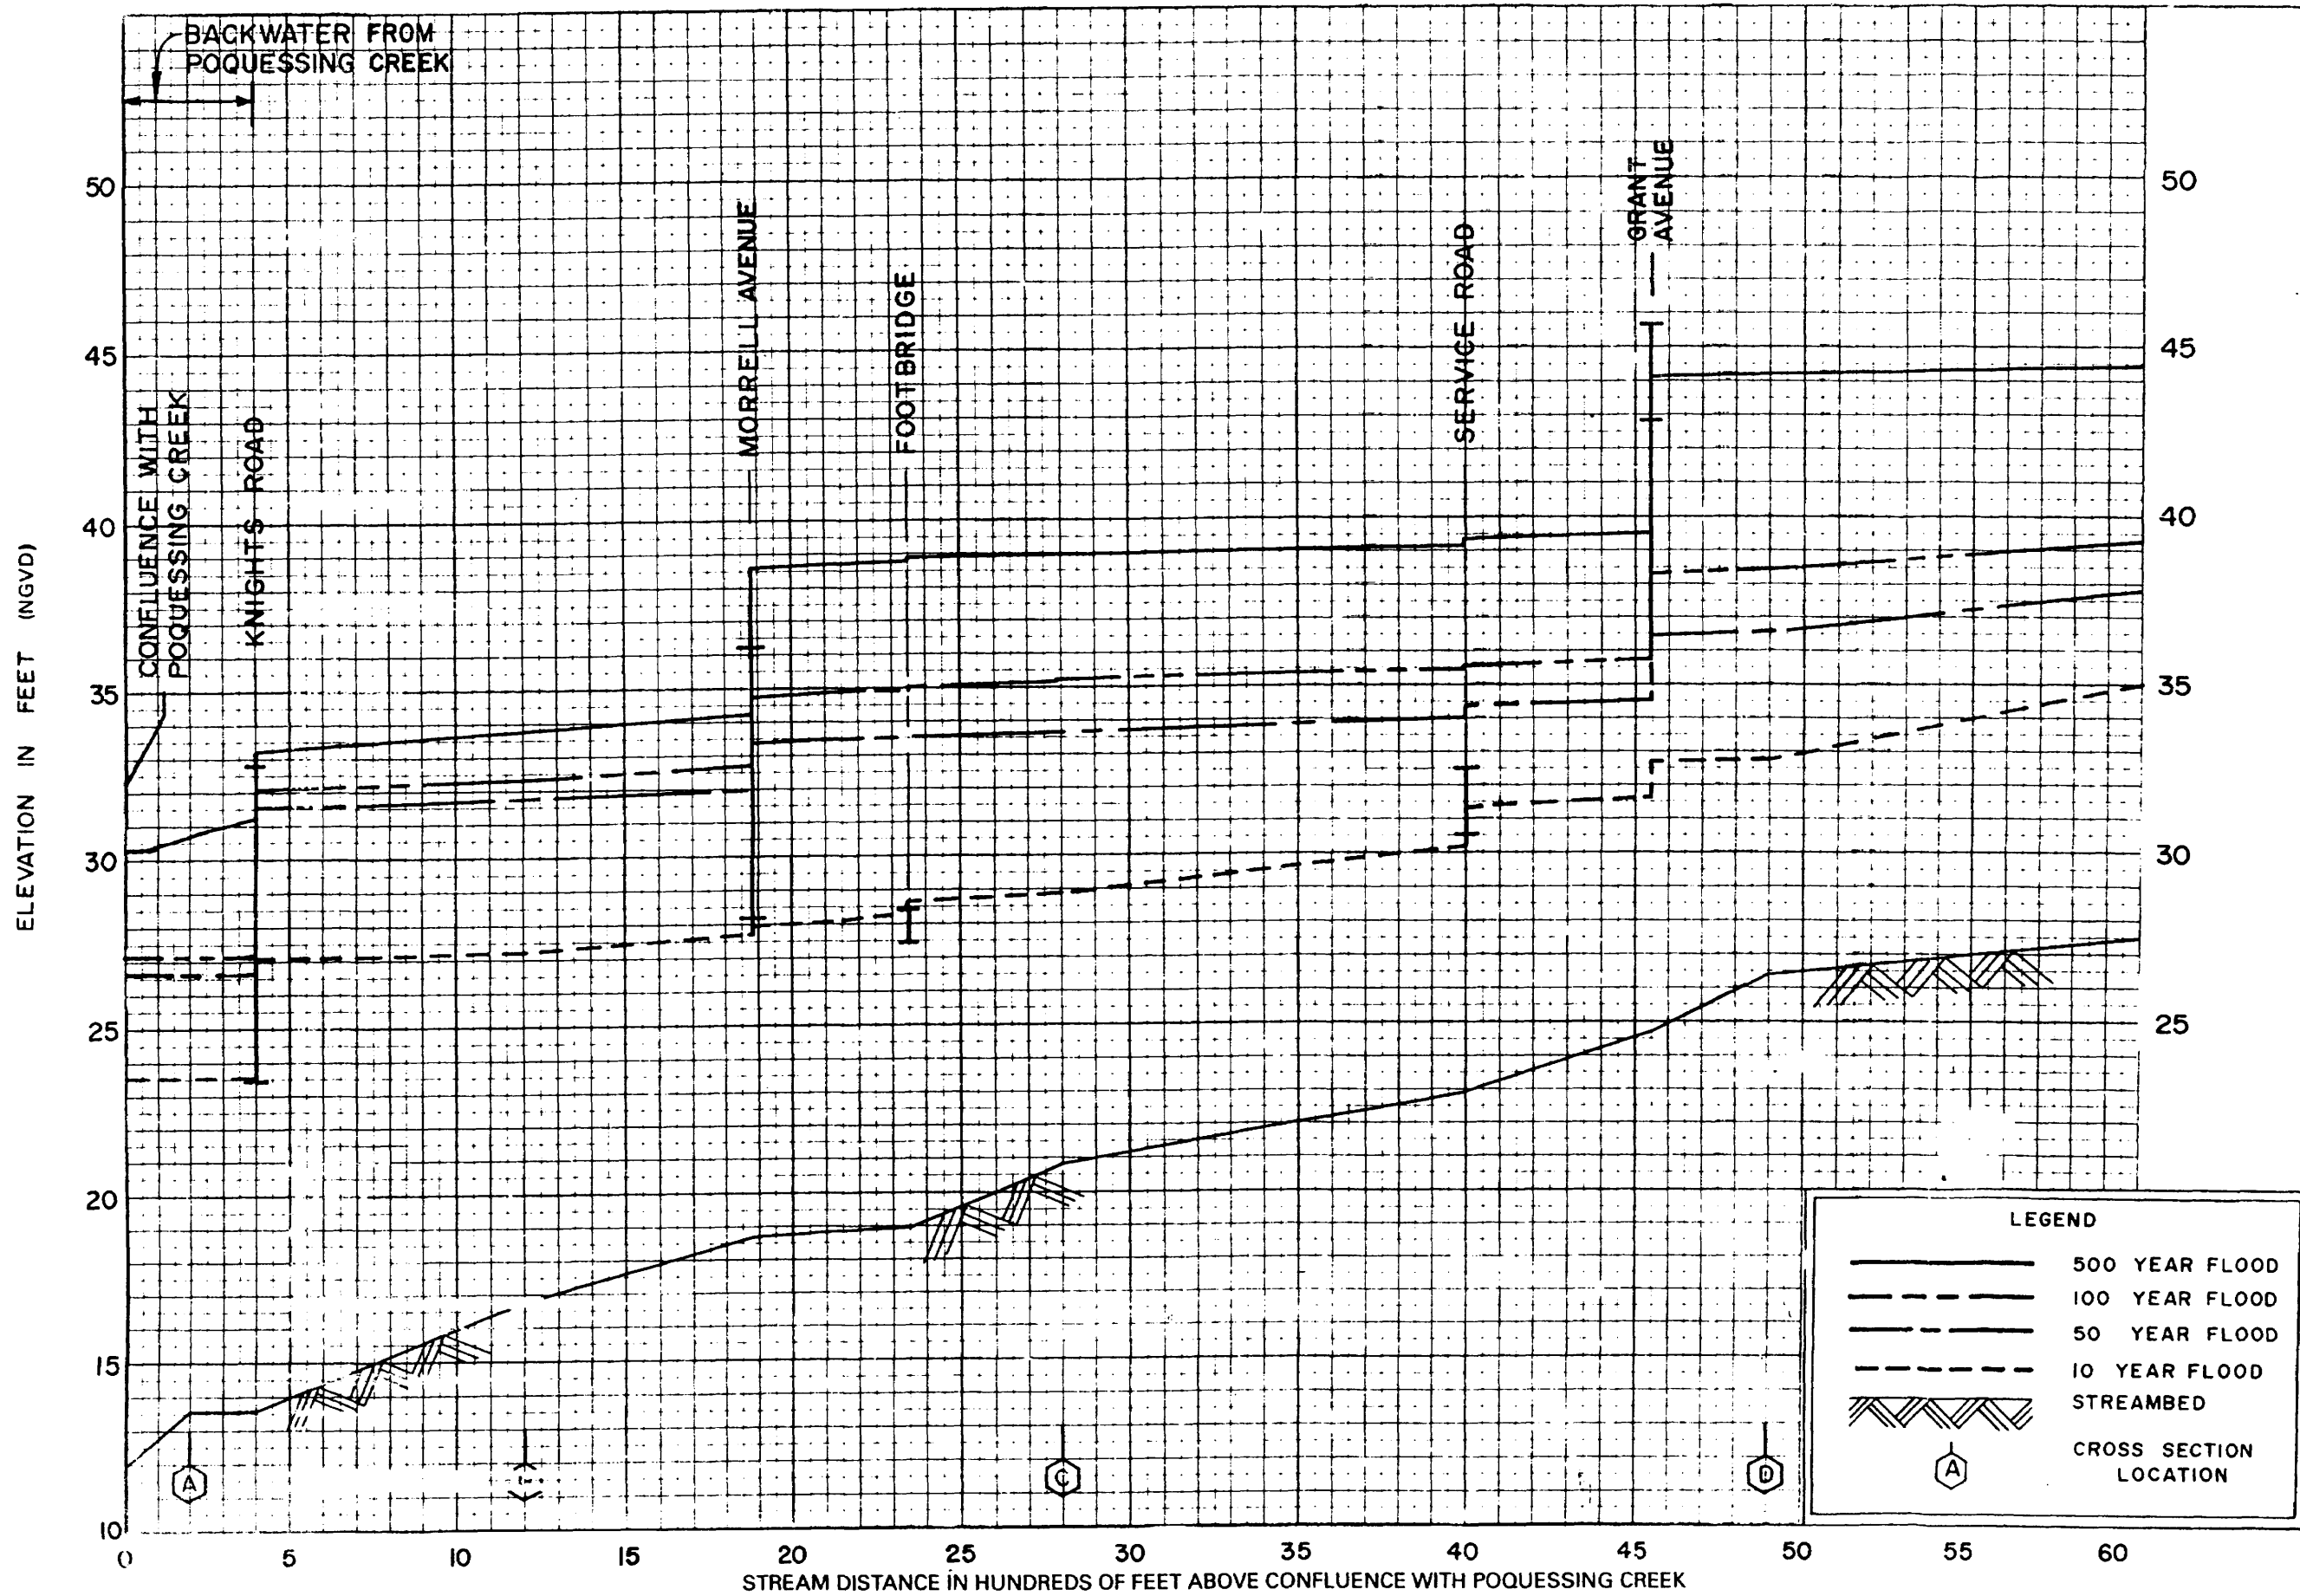 BACKWATER FROM
POQUESSING CREEK
CONFLUENCE WITH
POQUESSING CREEK
KNIGHTS ROAD
MORRELL AVENUE
FOOTBRIDGE
SERVICE ROAD
GRANT
AVENUE
ELEVATION IN FEET (NGVD)
50
45
40
35
30
25
20
15
10
50
45
40
35
30
25
A
C
D
LEGEND
500 YEAR FLOOD
100 YEAR FLOOD
50 YEAR FLOOD
10 YEAR FLOOD
STREAMBED
A
CROSS SECTION
LOCATION
0 5 10 15 20 25 30 35 40 45 50 55 60
STREAM DISTANCE IN HUNDREDS OF FEET ABOVE CONFLUENCE WITH POQUESSING CREEK